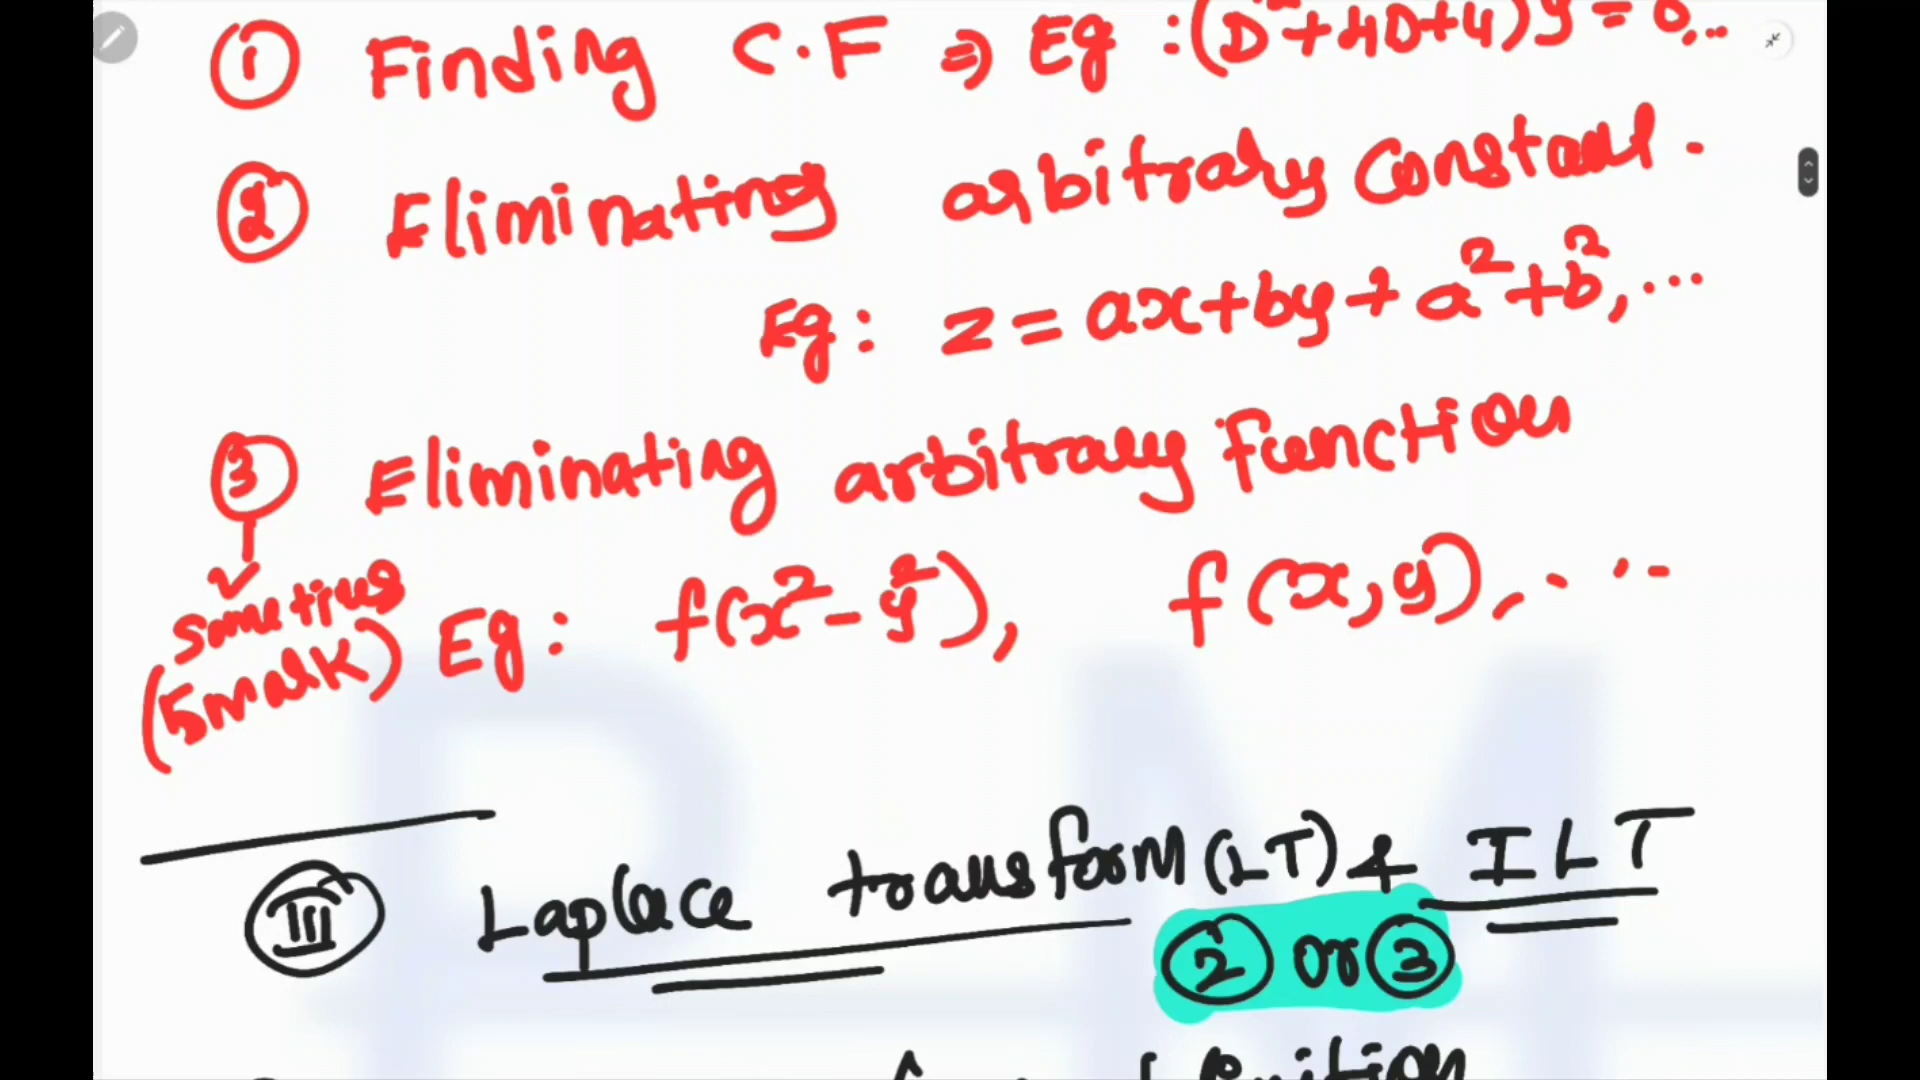 ① Finding C.F ⇒ Eg : (D²+4D+4)y = 0,..
② Eliminating arbitrary constant.
Eg: z = ax+by+a²+b²,...
③ Eliminating arbitrary function
sometimes
(5mark) Eg: f(x²-y²), f(x,y),...
III Laplace transform (LT) & ILT
② or ③